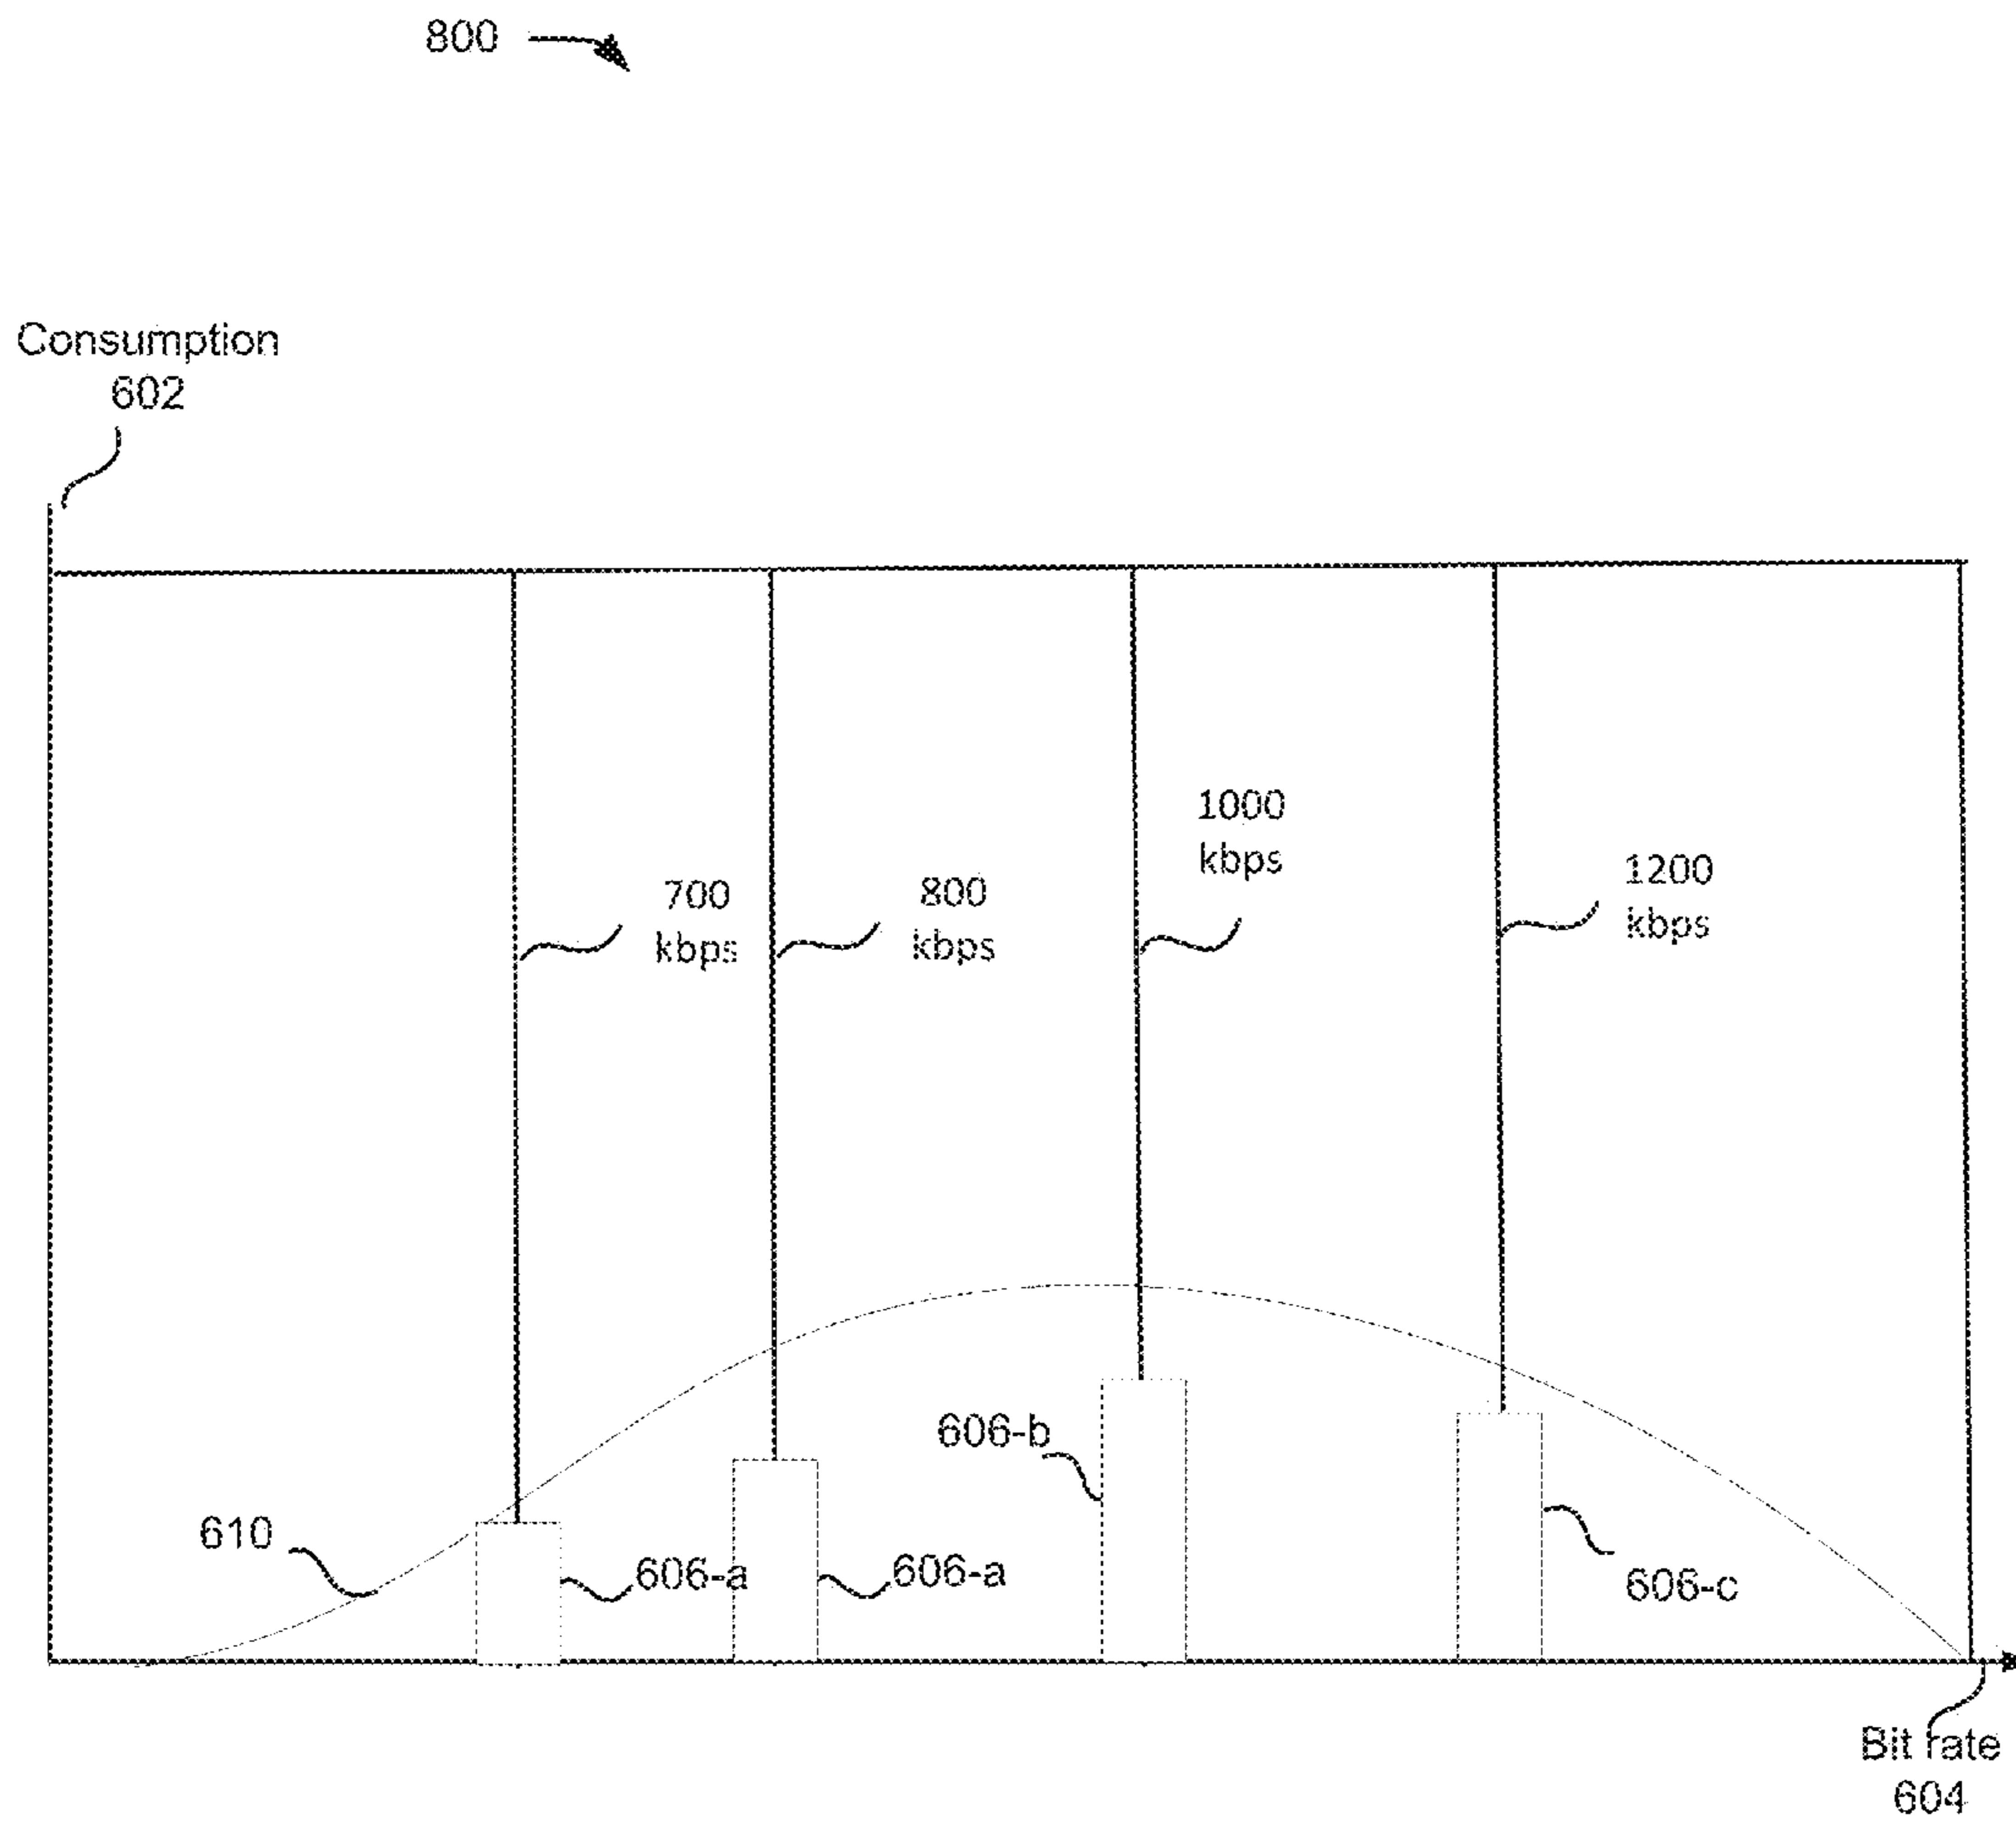 800
Consumption
602
1000
kbps
1200
kbps
700
kbps
800
kbps
606-b
610
606-a
606-a
606-c
Bit rate
604